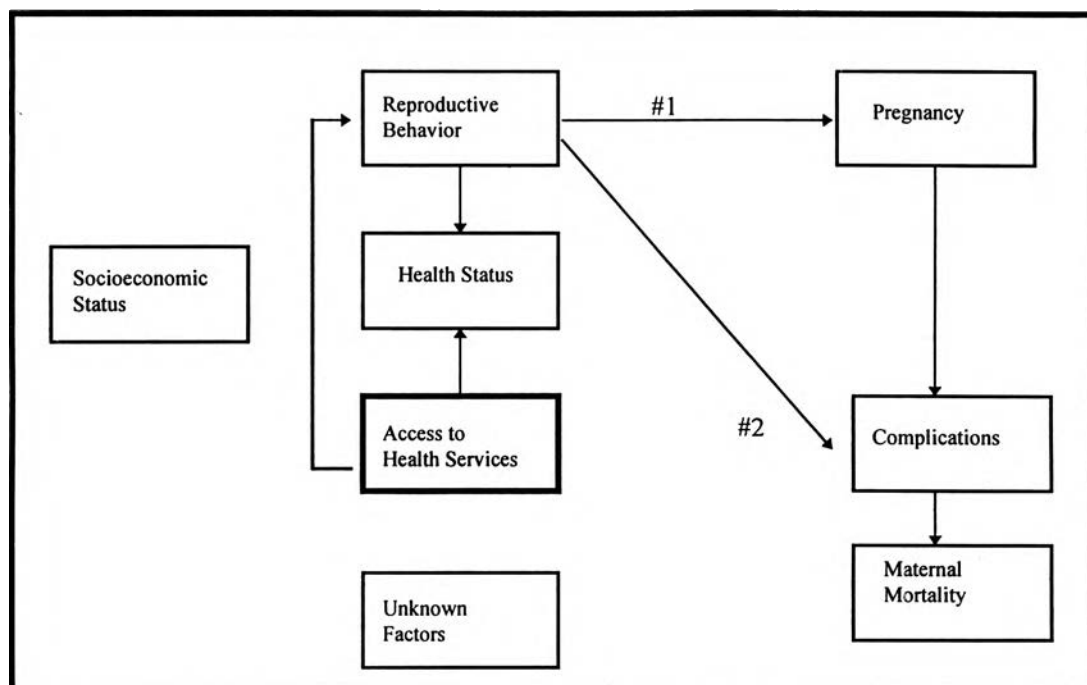 Reproductive
Behavior
#1
Pregnancy
Socioeconomic
Status
Health Status
Access to
Health Services
#2
Complications
Unknown
Factors
Maternal
Mortality